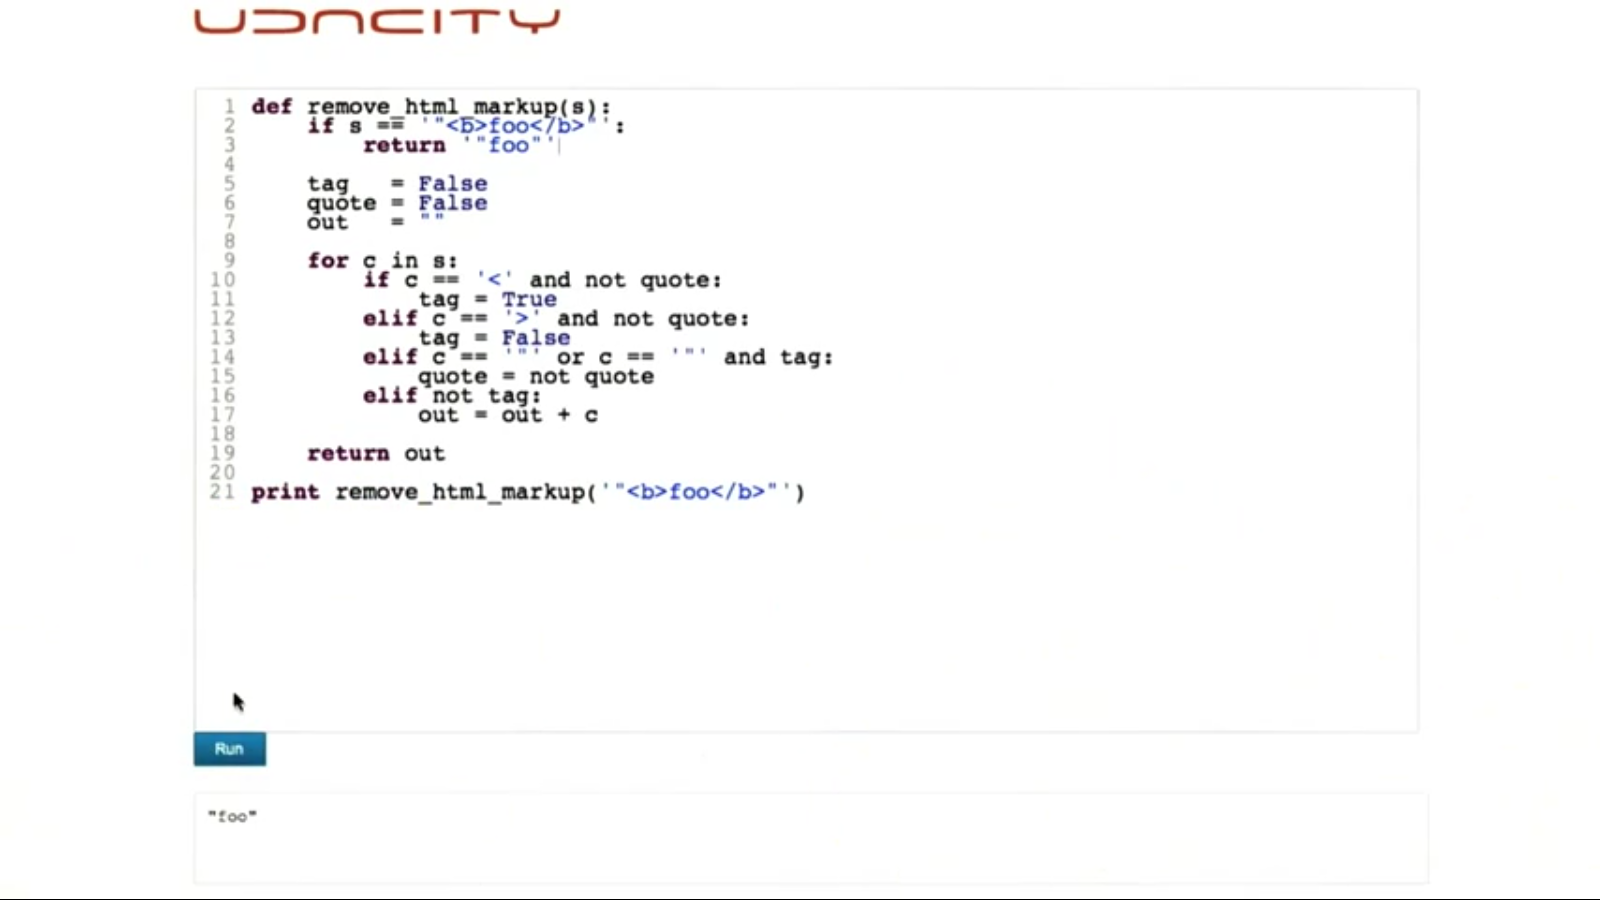 UDACITY
1 def remove_html_markup(s):
2     if s == '"<b>foo</b>"':
3         return '"foo"'
4
5     tag   = False
6     quote = False
7     out   = ""
8
9     for c in s:
10         if c == '<' and not quote:
11             tag = True
12         elif c == '>' and not quote:
13             tag = False
14         elif c == '"' or c == '"' and tag:
15             quote = not quote
16         elif not tag:
17             out = out + c
18
19     return out
20
21 print remove_html_markup('"<b>foo</b>"')
Run
"foo"